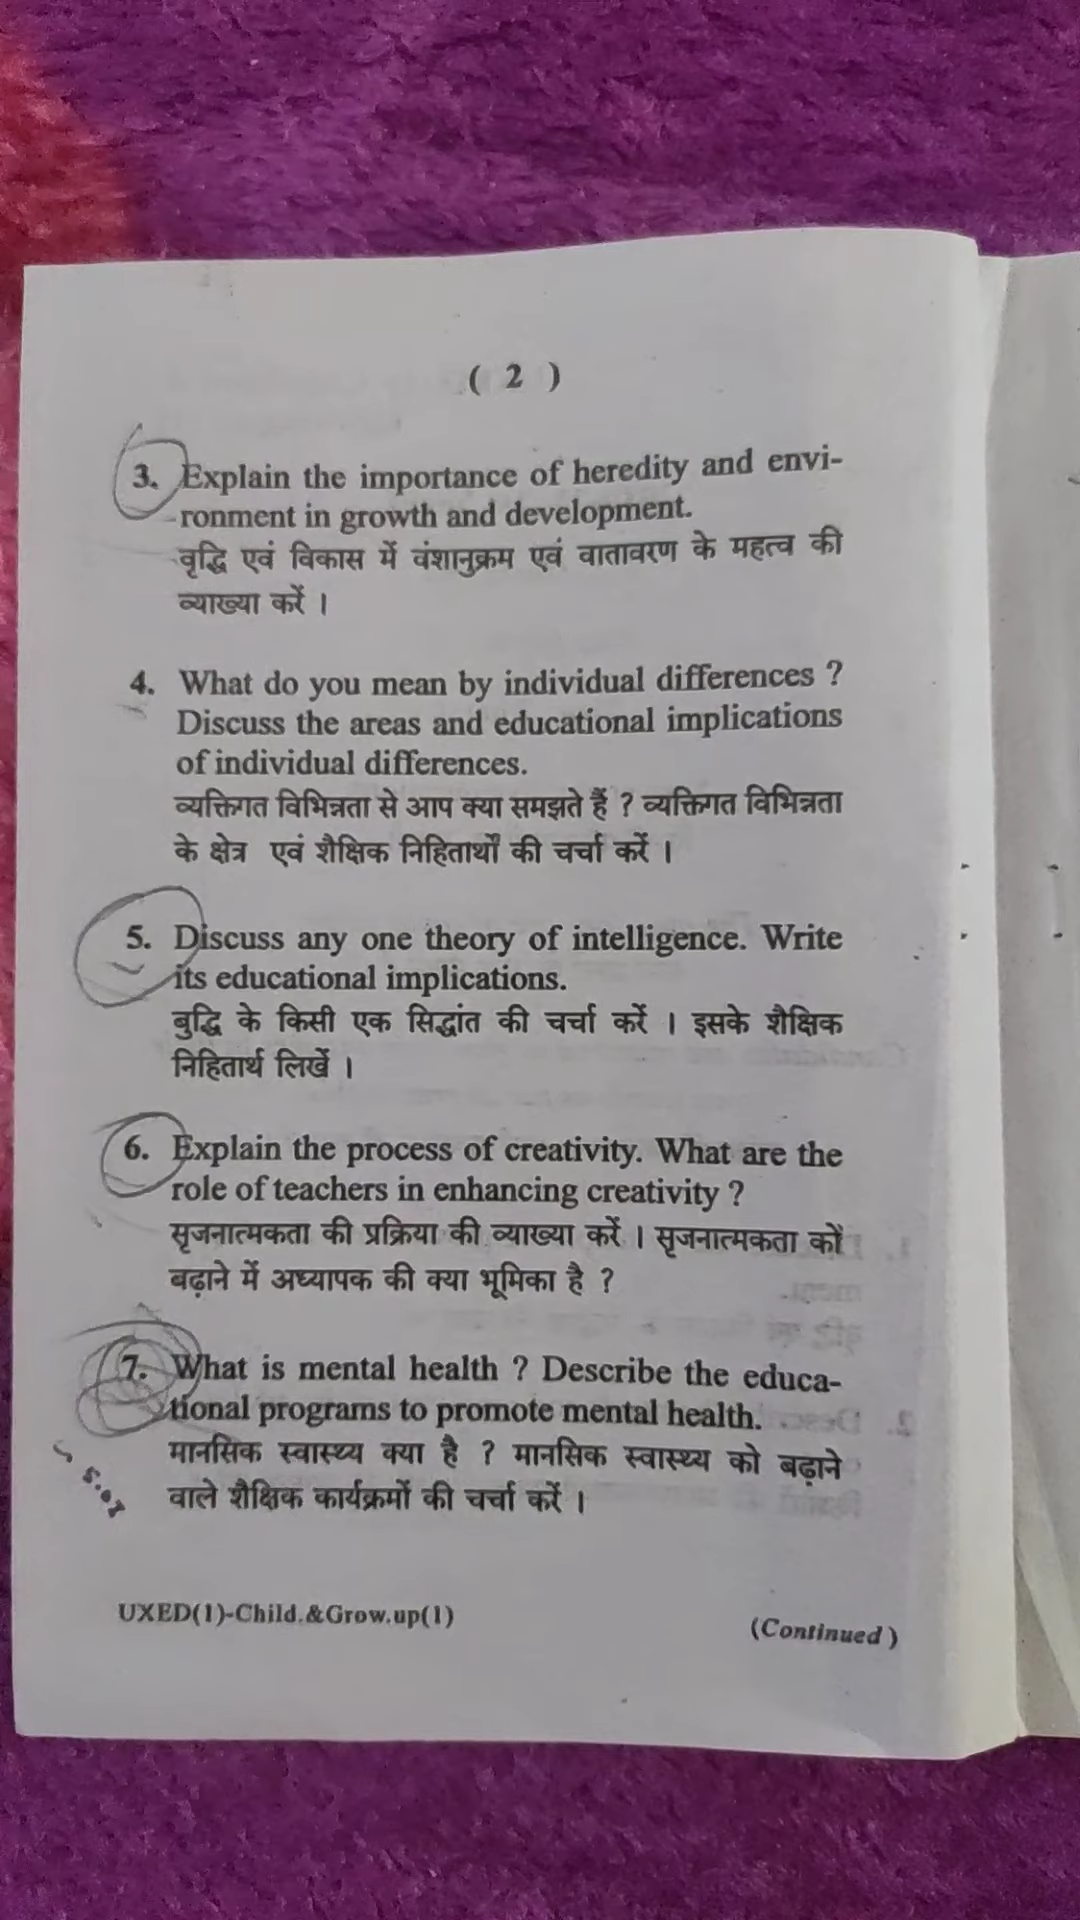 ( 2 )
3. Explain the importance of heredity and envi-
ronment in growth and development.
वृद्धि एवं विकास में वंशानुक्रम एवं वातावरण के महत्व की
व्याख्या करें ।
4. What do you mean by individual differences ?
Discuss the areas and educational implications
of individual differences.
व्यक्तिगत विभिन्नता से आप क्या समझते हैं ? व्यक्तिगत विभिन्नता
के क्षेत्र एवं शैक्षिक निहितार्थों की चर्चा करें ।
5. Discuss any one theory of intelligence. Write
its educational implications.
बुद्धि के किसी एक सिद्धांत की चर्चा करें । इसके शैक्षिक
निहितार्थ लिखें ।
6. Explain the process of creativity. What are the
role of teachers in enhancing creativity ?
सृजनात्मकता की प्रक्रिया की व्याख्या करें । सृजनात्मकता कों
बढ़ाने में अध्यापक की क्या भूमिका है ?
7. What is mental health ? Describe the educa-
tional programs to promote mental health.
मानसिक स्वास्थ्य क्या है ? मानसिक स्वास्थ्य को बढ़ाने
वाले शैक्षिक कार्यक्रमों की चर्चा करें ।
UXED(1)-Child.&Grow.up(1)
(Continued)